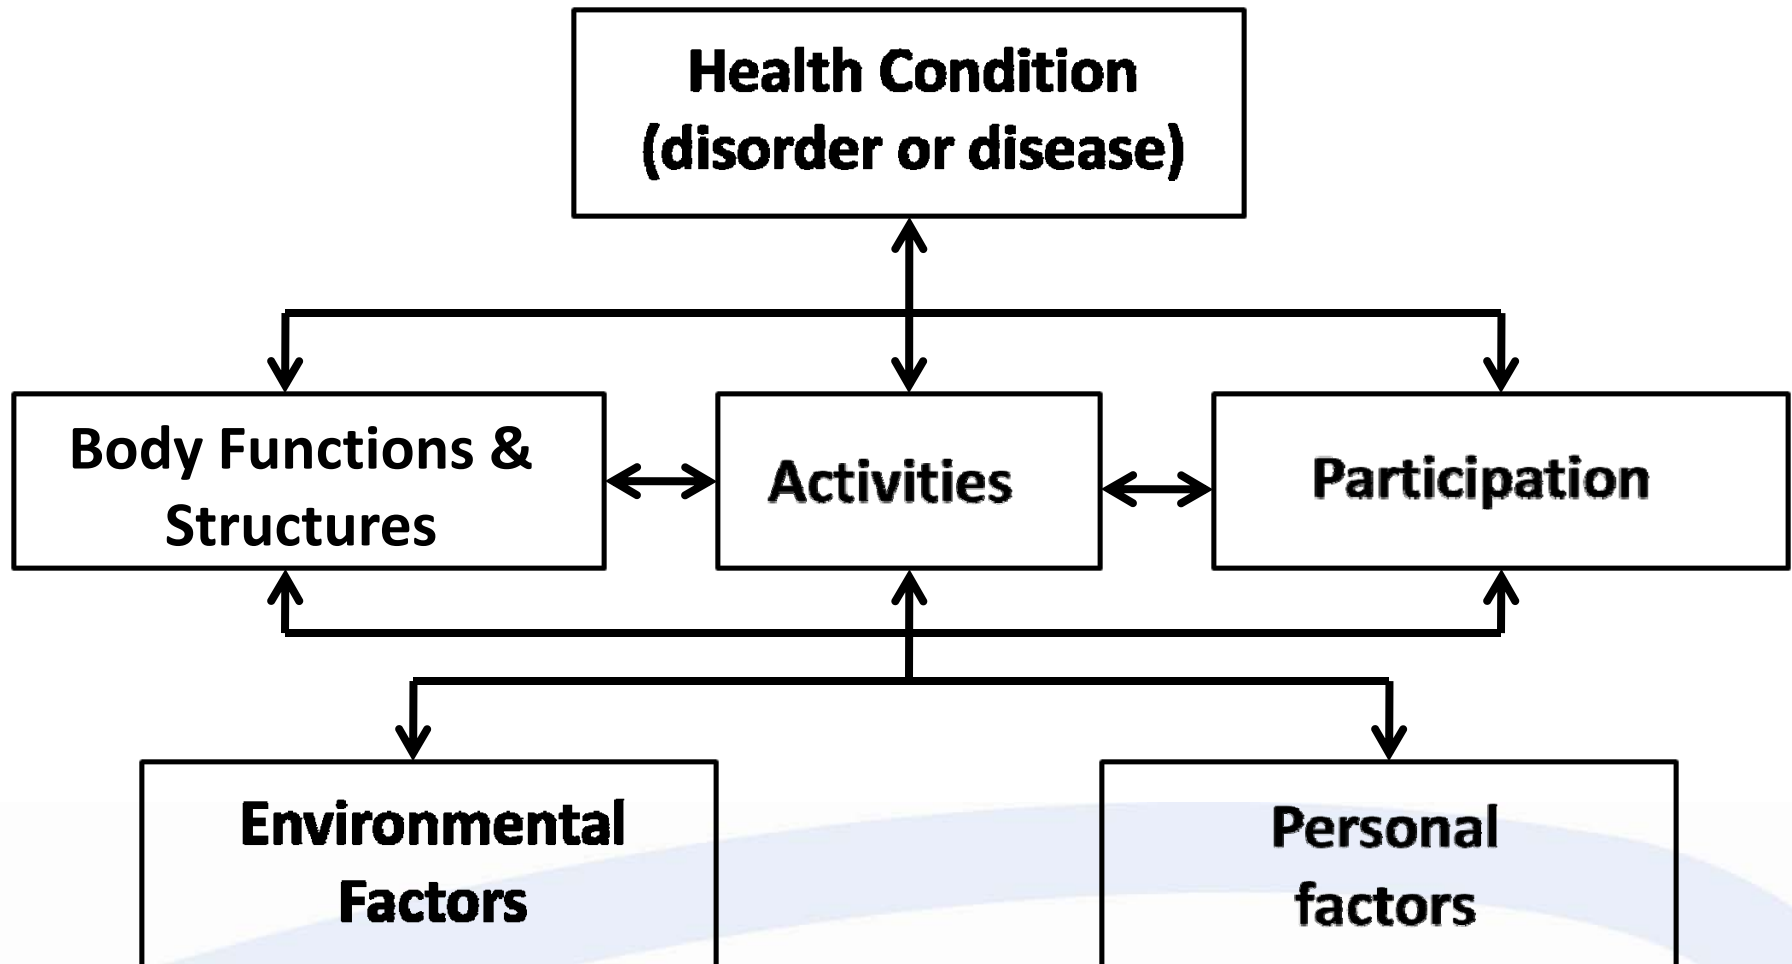 Health Condition
(disorder or disease)
Body Functions &
Structures
Activities
Participation
Environmental
Factors
Personal
factors